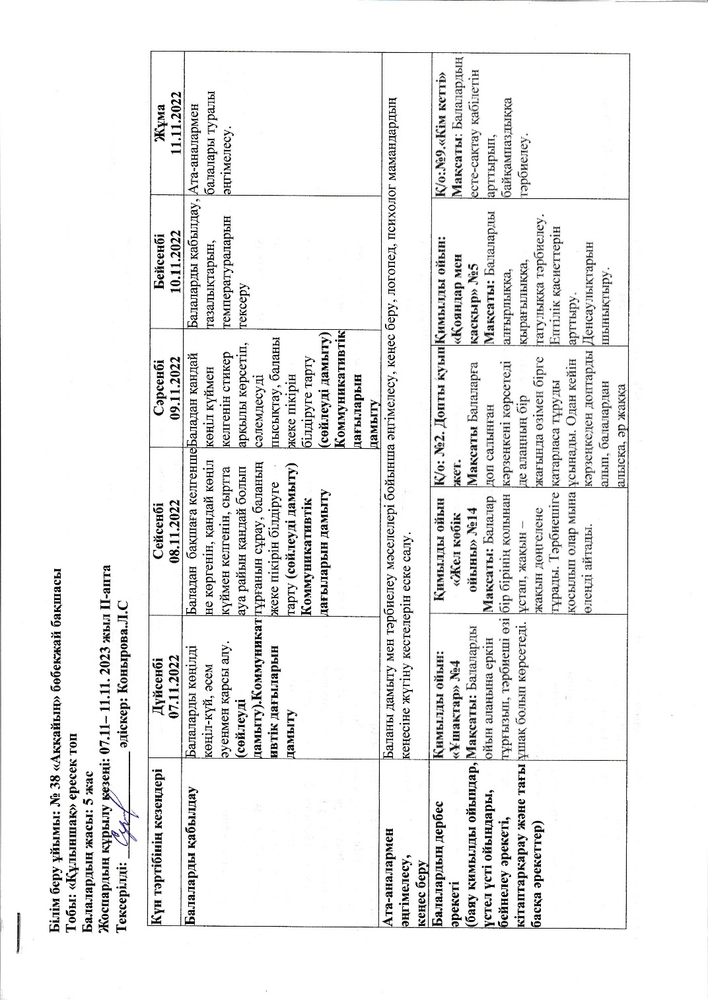 Білім беру ұйымы: № 38 «Аққайың» бөбекжай бақшасы
Тобы: «Құлыншақ» ересек топ
Балалардың жасы: 5 жас
Жоспардың құрылу кезеңі: 07.11– 11.11. 2023 жыл ІІ-апта
Тексерілді: әдіскер: Конырова.Л.С
Күн тәртібінің кезеңдері
Дүйсенбі
07.11.2022
Сейсенбі
08.11.2022
Сәрсенбі
09.11.2022
Бейсенбі
10.11.2022
Жұма
11.11.2022
Балаларды қабылдау
Балаларды көңілді
көңіл-күй, әсем
әуенмен қарсы алу.
(сөйлеуді
дамыту).Коммуникат
ивтік дағыларын
дамыту
Баладан бақшаға келгенше
не көргенін, қандай көңіл
күймен келгенін, сыртта
ауа райын қандай болып
тұрғанын сұрау, баланың
жеке пікірін білдіруге
тарту (сөйлеуді дамыту)
Коммуникативтік
дағыларын дамыту
Баладан қандай
көңіл күймен
келгенін стикер
арқылы көрсетіп,
сәлемдесуді
пысықтау, баланы
жеке пікірін
білдіруге тарту
(сөйлеуді дамыту)
Коммуникативтік
дағыларын
дамыту
Балаларды қабылдау,
тазалықтарын,
температураларын
тексеру
Ата-аналармен
балалары туралы
әңгімелесу.
Ата-аналармен
әңгімелесу,
кеңес беру
Баланы дамыту мен тәрбиелеу мәселелері бойынша әңгімелесу, кеңес беру, логопед, психолог мамандардың
кеңесіне жүгіну кестелерін еске салу.
Балалардың дербес
әрекеті
(баяу қимылды ойындар,
үстел үсті ойындары,
бейнелеу әрекеті,
кітаптарқарау және тағы
басқа әрекеттер)
Қимылды ойын:
«Ұшақтар» №4
Мақсаты: Балаларды
ойын алаңына еркін
тұрғызып, тәрбиеші өзі
ұшақ болып көрсетеді.
Қимылды ойын
«Жел көбік
ойыны» №14
Мақсаты: Балалар
бір бірінің қолынан
ұстап, жақын –
жақын дөңгелене
тұрады. Тәрбиешіге
қосылып олар мына
өлеңді айтады.
Қ/о: №2. Допты қуып
жет.
Мақсаты Балаларға
доп салынған
кәрзеңкені көрсетеді
де алаңның бір
жағында өзімен бірге
қатарласа тұруды
ұсынады. Одан кейін
кәрзеңкеден доптарды
алып, балалардан
алысқа, әр жаққа
Қимылды ойын:
«Қояндар мен
қасқыр» №5
Мақсаты: Балаларды
алғырлыққа,
қырағылыққа,
татулыққа тәрбиелеу.
Ептілік қасиеттерін
арттыру.
Денсаулықтарын
шынықтыру.
Қ/о:№9.«Кім кетті»
Мақсаты: Балалардың
есте-сақтау қабілетін
арттырып,
байқампаздыққа
тәрбиелеу.